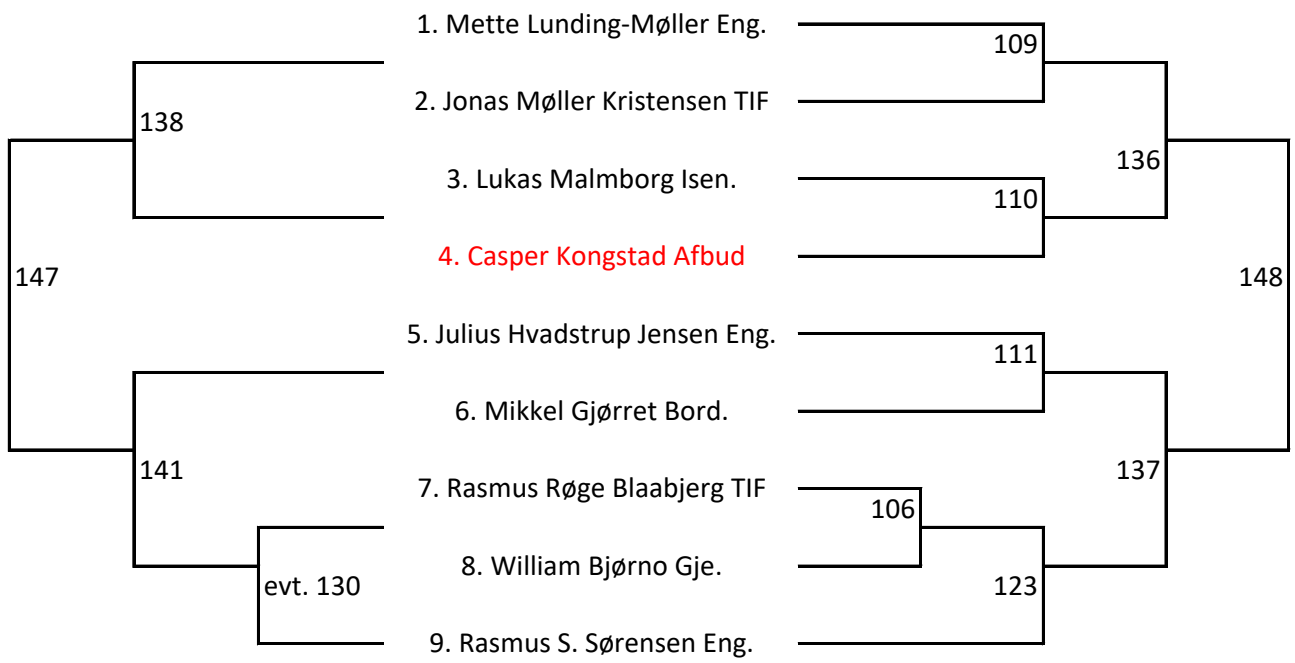 1. Mette Lunding-Møller Eng.
109
2. Jonas Møller Kristensen TIF
138
136
3. Lukas Malmborg Isen.
110
4. Casper Kongstad Afbud
147
148
5. Julius Hvadstrup Jensen Eng.
111
6. Mikkel Gjørret Bord.
141
137
7. Rasmus Røge Blaabjerg TIF
106
8. William Bjørno Gje.
evt. 130
123
9. Rasmus S. Sørensen Eng.